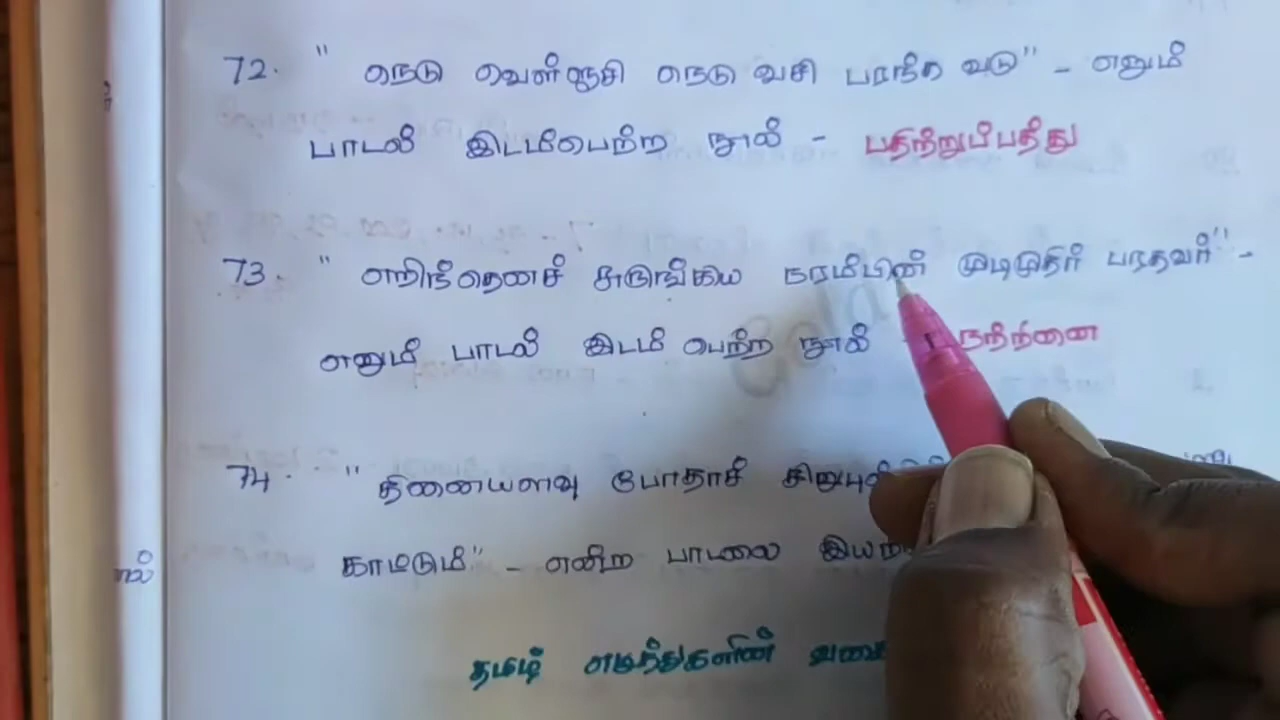 72. " நெடு வெள்ளூசி நெடு வசி பரந்த வடு" - எனும்
பாடல் இடம்பெற்ற நூல் - பதிற்றுப்பத்து
73. " எறிந்தெனச் சுருங்கிய நரம்பின் முடிமுதிர் பரதவர்" -
எனும் பாடல் இடம் பெற்ற நூல்
74. " தினையளவு போதாச்
காட்டும்" - என்ற பாடலை
தமிழ் எழுத்துகளின்